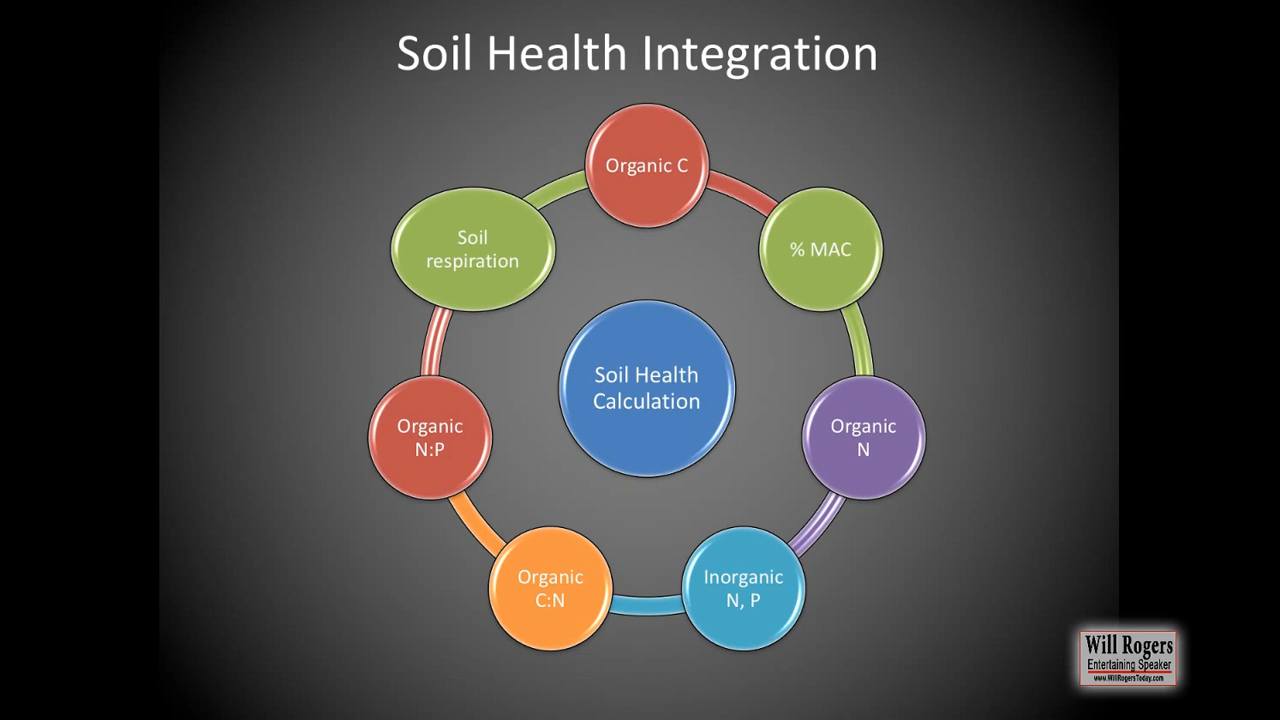 Soil Health Integration
Organic C
% MAC
Organic
N
Inorganic
N, P
Organic
C:N
Organic
N:P
Soil
respiration
Soil Health
Calculation
Will Rogers
Entertaining Speaker
www.WillRogersToday.com